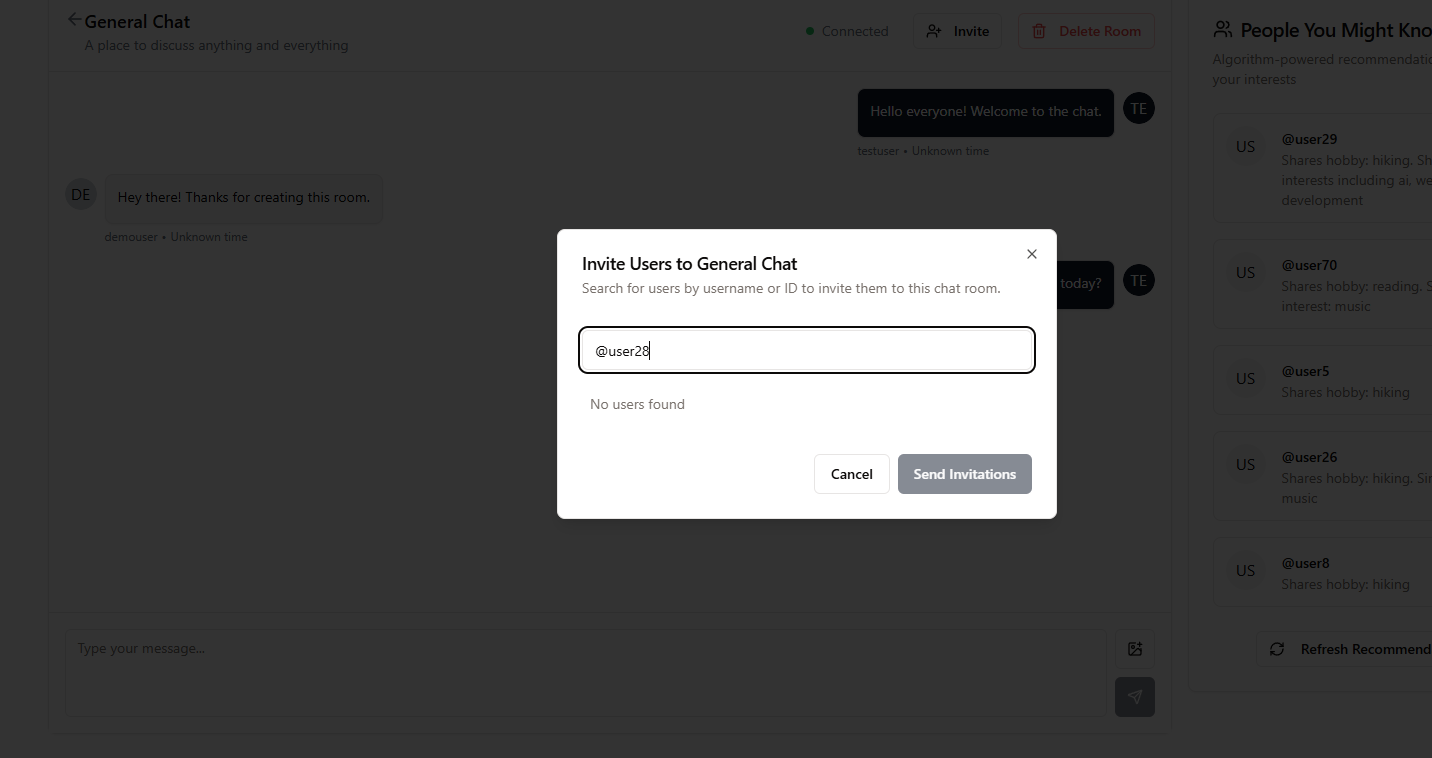 General Chat
A place to discuss anything and everything
Connected
Invite
Delete Room
Hello everyone! Welcome to the chat.
TE
testuser • Unknown time
DE
Hey there! Thanks for creating this room.
demouser • Unknown time
today?
TE
Invite Users to General Chat
Search for users by username or ID to invite them to this chat room.
@user28
No users found
Cancel
Send Invitations
Type your message...
People You Might Kno
Algorithm-powered recommendatio
your interests
US
@user29
Shares hobby: hiking. Sh
interests including ai, we
development
US
@user70
Shares hobby: reading. S
interest: music
US
@user5
Shares hobby: hiking
US
@user26
Shares hobby: hiking. Sim
music
US
@user8
Shares hobby: hiking
Refresh Recommend